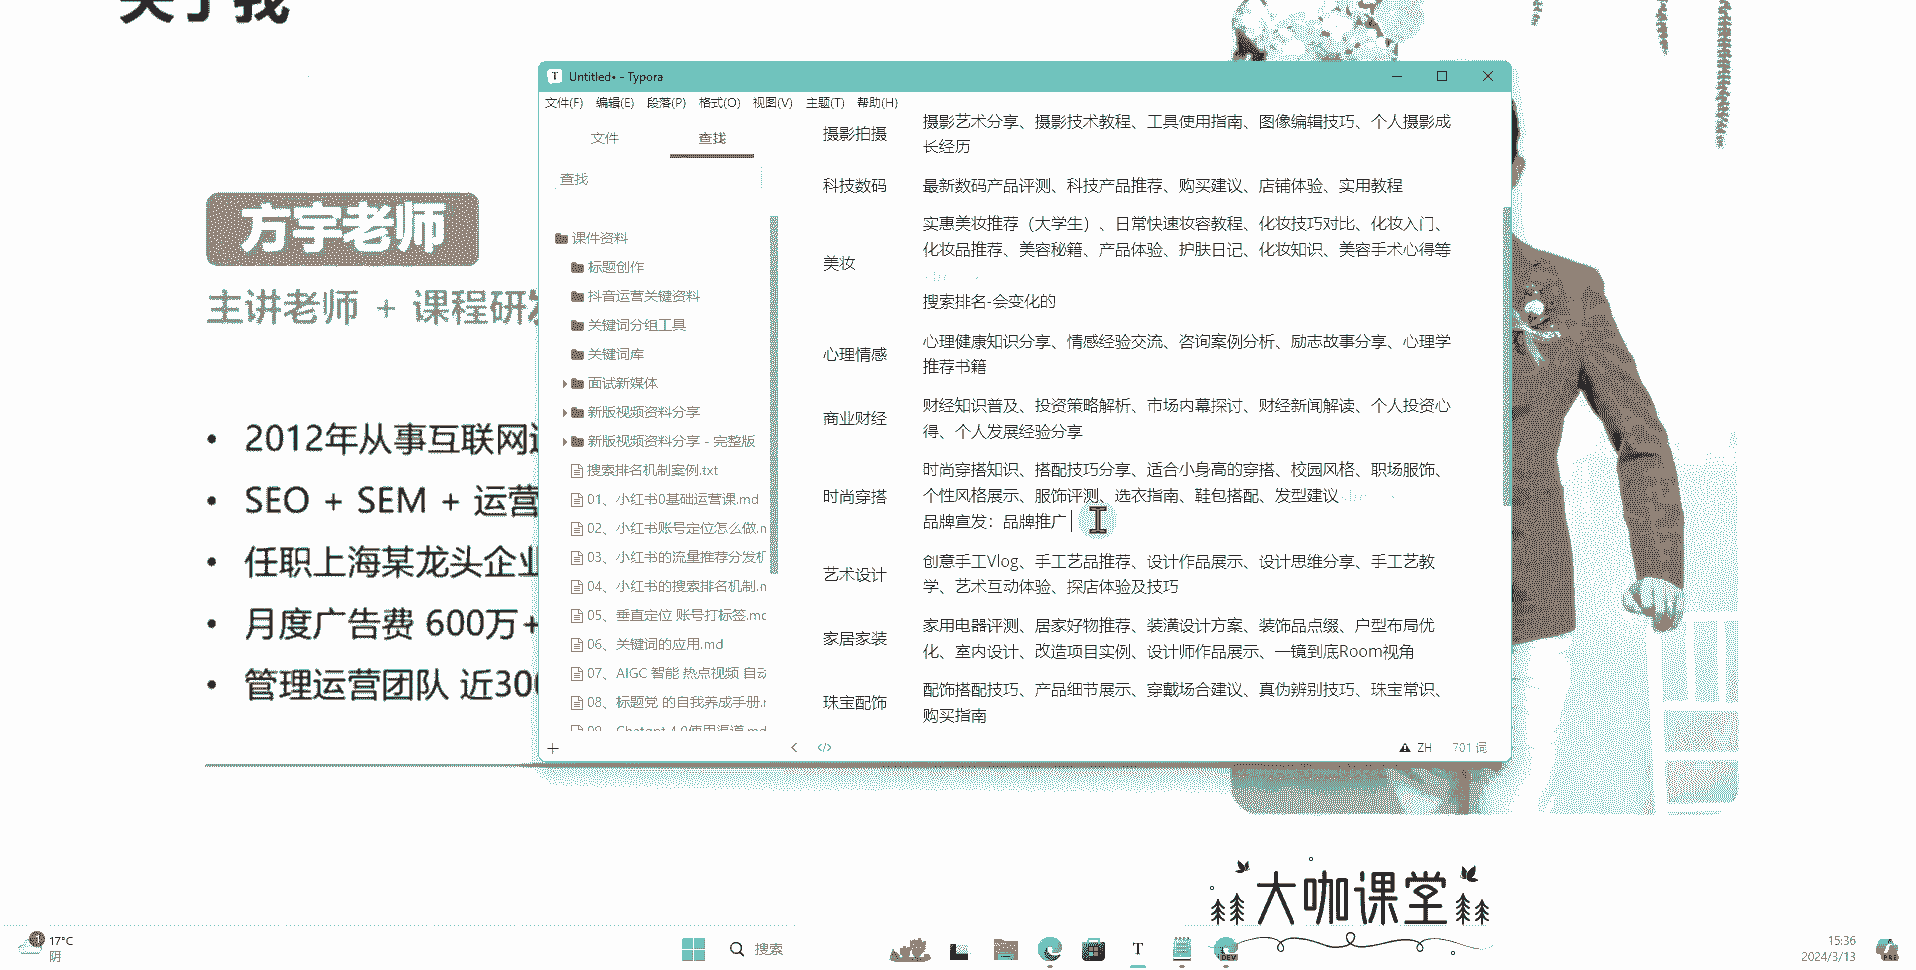 关于我
方宇老师
主讲老师 + 课程研发
2012年从事互联网运
SEO + SEM + 运营
任职上海某龙头企业
月度广告费 600万+
管理运营团队 近300
Untitled• - Typora
文件(F) 编辑(E) 段落(P) 格式(O) 视图(V) 主题(T) 帮助(H)
文件 查找
查找
课件资料
标题创作
抖音运营关键资料
关键词分组工具
关键词库
面试新媒体
新版视频资料分享
新版视频资料分享 - 完整版
搜索排名机制案例.txt
01、小红书0基础运营课.md
02、小红书账号定位怎么做.m
03、小红书的流量推荐分发机
04、小红书的搜索排名机制.m
05、垂直定位 账号打标签.md
06、关键词的应用.md
07、AIGC 智能 热点视频 自动
08、标题党 的自我养成手册.m
09、Chatgpt 4.0使用渠道.md
摄影拍摄
摄影艺术分享、摄影技术教程、工具使用指南、图像编辑技巧、个人摄影成
长经历
科技数码
最新数码产品评测、科技产品推荐、购买建议、店铺体验、实用教程
美妆
实惠美妆推荐（大学生）、日常快速妆容教程、化妆技巧对比、化妆入门、
化妆品推荐、美容秘籍、产品体验、护肤日记、化妆知识、美容手术心得等
搜索排名-会变化的
心理情感
心理健康知识分享、情感经验交流、咨询案例分析、励志故事分享、心理学
推荐书籍
商业财经
财经知识普及、投资策略解析、市场内幕探讨、财经新闻解读、个人投资心
得、个人发展经验分享
时尚穿搭
时尚穿搭知识、搭配技巧分享、适合小身高的穿搭、校园风格、职场服饰、
个性风格展示、服饰评测、选衣指南、鞋包搭配、发型建议
品牌宣发：品牌推广
艺术设计
创意手工Vlog、手工艺品推荐、设计作品展示、设计思维分享、手工艺教
学、艺术互动体验、探店体验及技巧
家居家装
家用电器评测、居家好物推荐、装潢设计方案、装饰品点缀、户型布局优
化、室内设计、改造项目实例、设计师作品展示、一镜到底Room视角
珠宝配饰
配饰搭配技巧、产品细节展示、穿戴场合建议、真伪辨别技巧、珠宝常识、
购买指南
ZH 701 词
大咖课堂
17°C
阴
搜索
15:36
2024/3/13